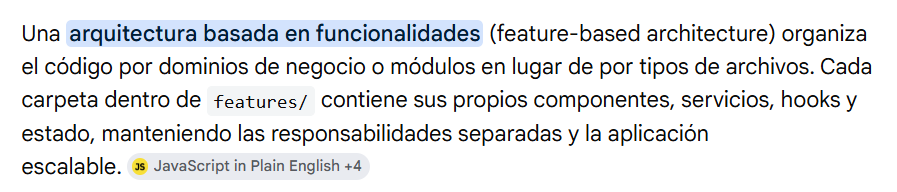 Una arquitectura basada en funcionalidades (feature-based architecture) organiza
el código por dominios de negocio o módulos en lugar de por tipos de archivos. Cada
carpeta dentro de features/ contiene sus propios componentes, servicios, hooks y
estado, manteniendo las responsabilidades separadas y la aplicación
escalable. JS JavaScript in Plain English +4